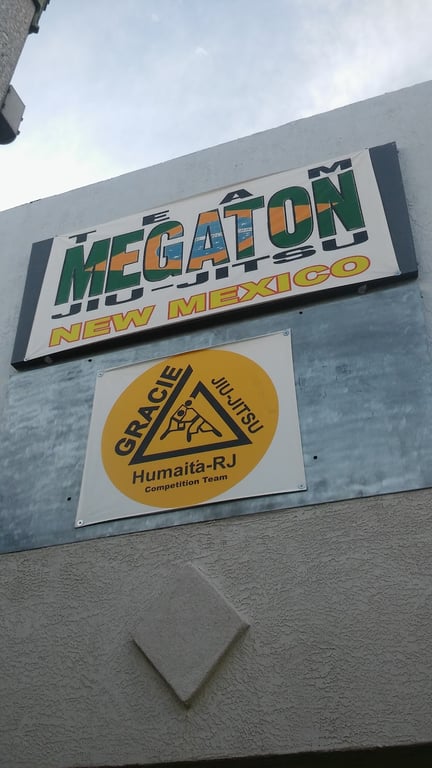 TEAM
MEGATON
JIU-JITSU
NEW MEXICO
GRACIE
JIU-JITSU
Humaitá-RJ
Competition Team